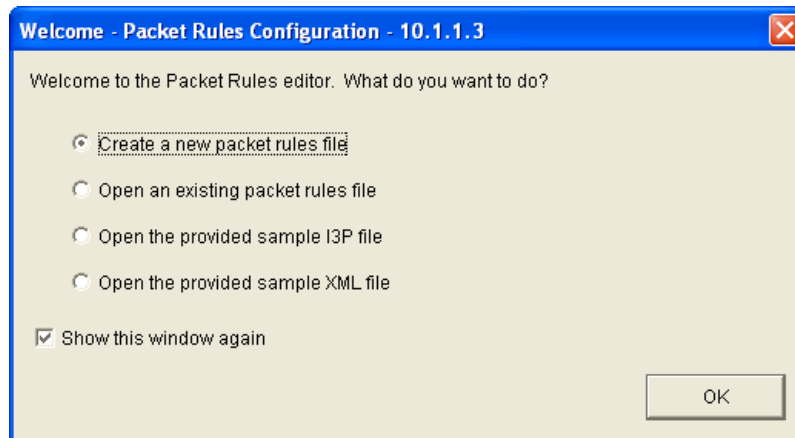 Welcome - Packet Rules Configuration - 10.1.1.3
Welcome to the Packet Rules editor. What do you want to do?
Create a new packet rules file
Open an existing packet rules file
Open the provided sample I3P file
Open the provided sample XML file
Show this window again
OK